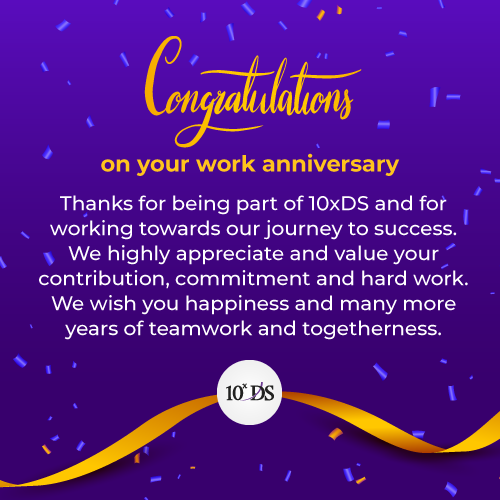 Congratulations
on your work anniversary
Thanks for being part of 10xDS and for
working towards our journey to success.
We highly appreciate and value your
contribution, commitment and hard work.
We wish you happiness and many more
years of teamwork and togetherness.
10ˣ DS